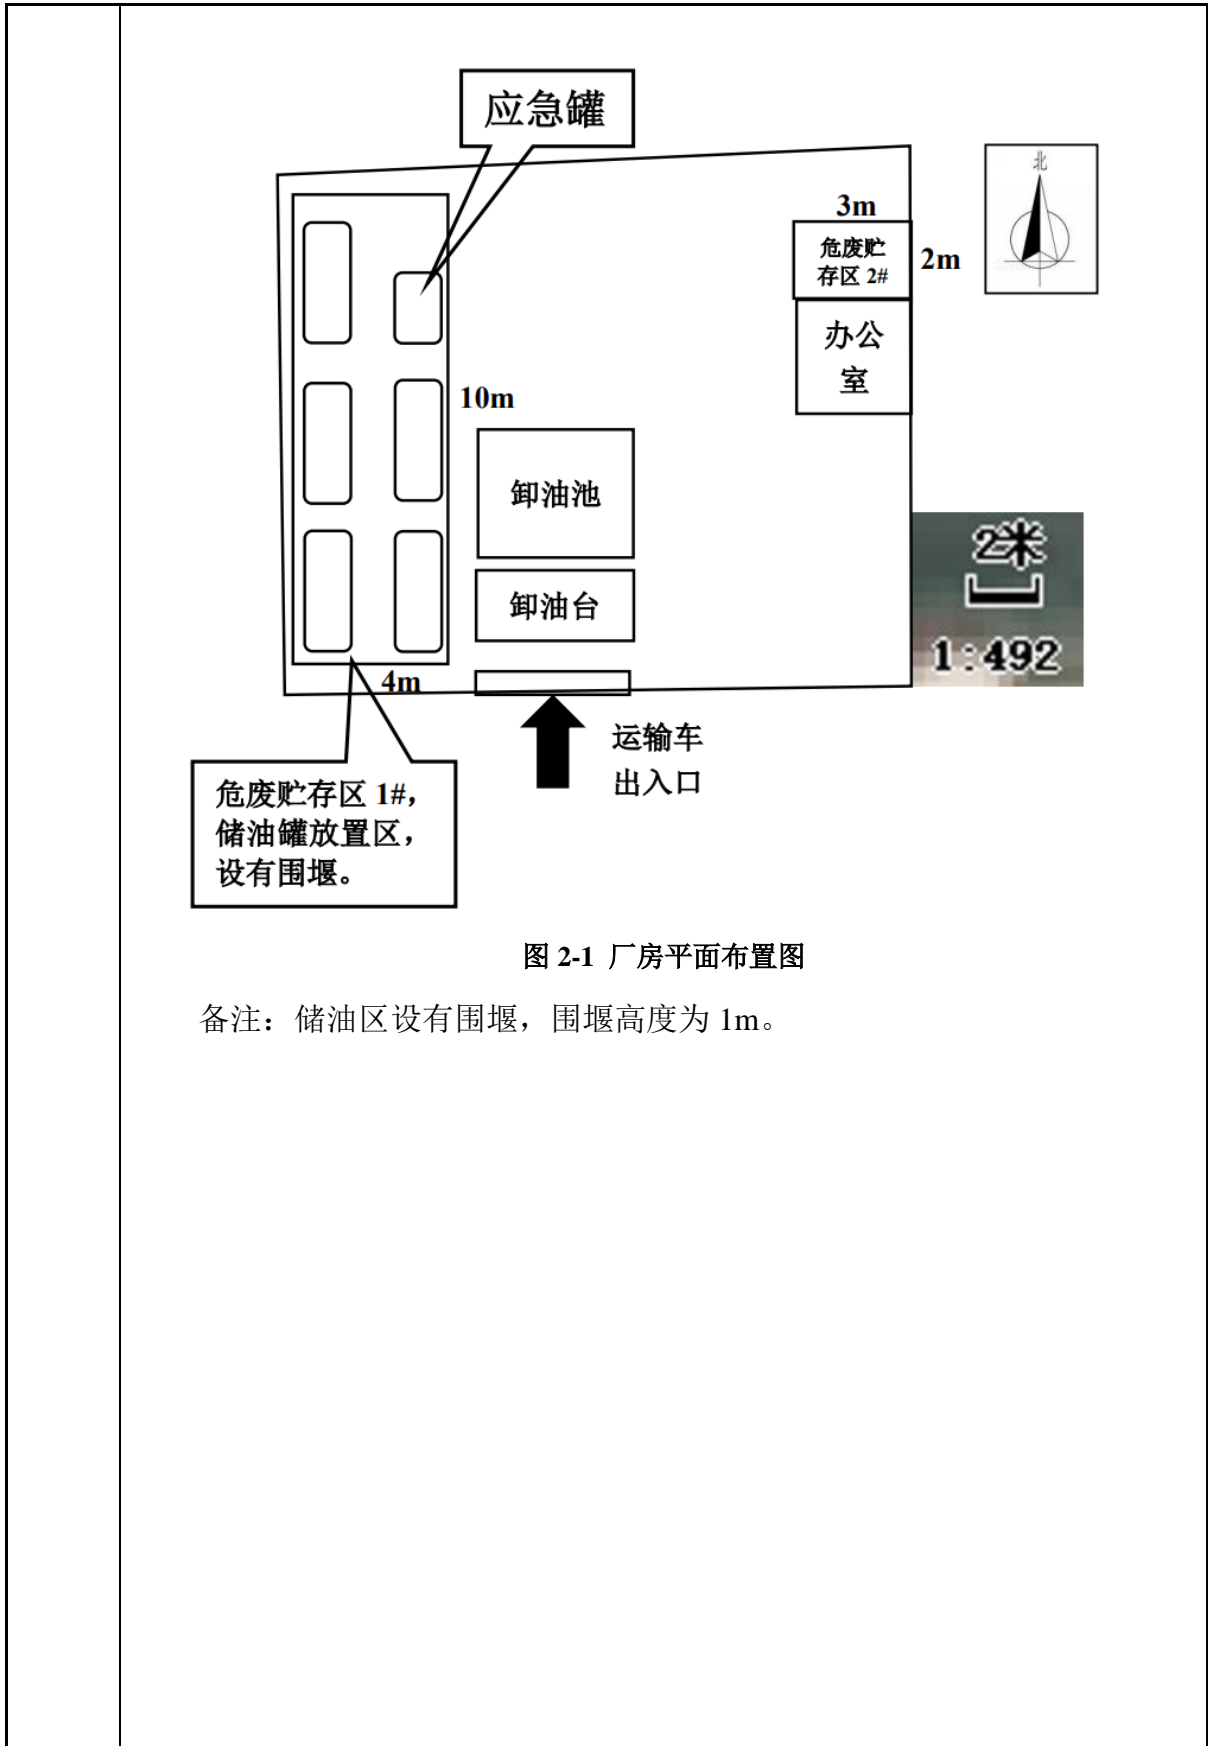 应急罐
北
3m
危废贮
存区 2#
2m
办公
室
10m
卸油池
2米
卸油台
1:492
4m
运输车
出入口
危废贮存区 1#，
储油罐放置区，
设有围堰。
图 2-1 厂房平面布置图
备注：储油区设有围堰，围堰高度为 1m。